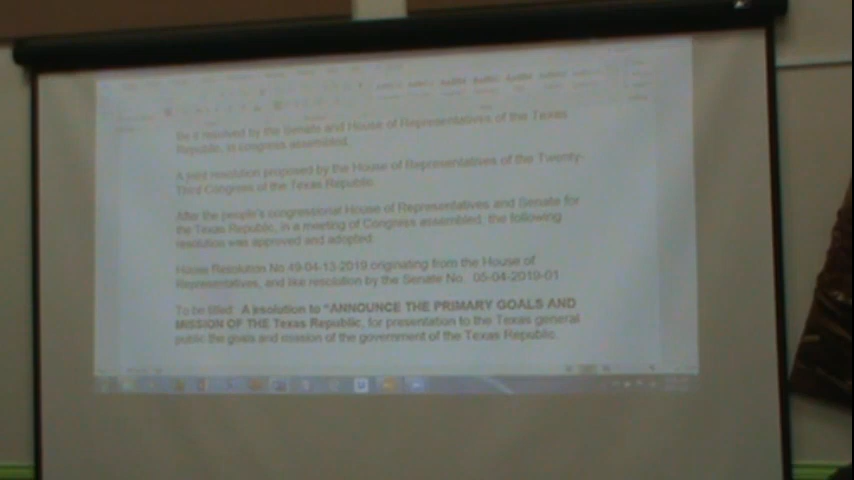 Be it resolved by the Senate and House of Representatives of the Texas
Republic, in congress assembled,
A joint resolution proposed by the House of Representatives of the Twenty-
Third Congress of the Texas Republic.
After the people's congressional House of Representatives and Senate for
the Texas Republic, in a meeting of Congress assembled, the following
resolution was approved and adopted:
House Resolution No 49-04-13-2019 originating from the House of
Representatives, and like resolution by the Senate No. 05-04-2019-01
To be titled: A resolution to "ANNOUNCE THE PRIMARY GOALS AND
MISSION OF THE Texas Republic, for presentation to the Texas general
public the goals and mission of the government of the Texas Republic.